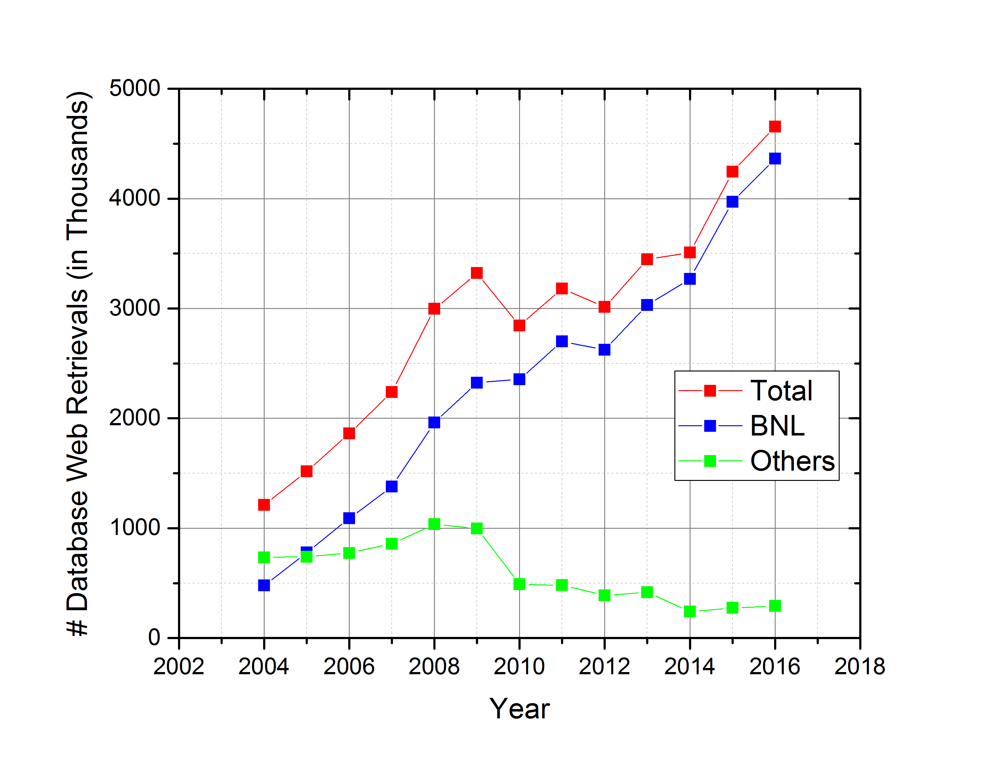 # Database Web Retrievals (in Thousands)
5000
4000
3000
2000
1000
0
Total
BNL
Others
2002 2004 2006 2008 2010 2012 2014 2016 2018
Year